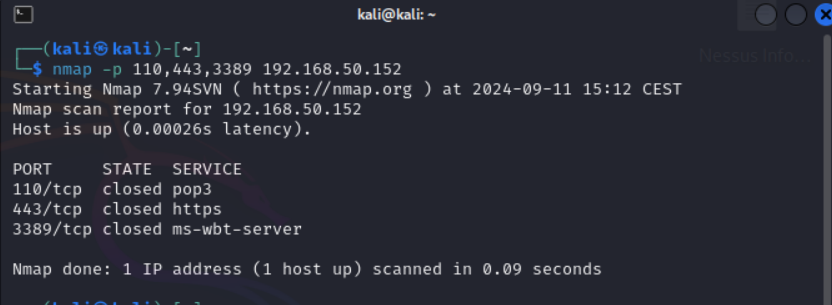 kali@kali: ~
Nessus Info...
┌──(kali㉿kali)-[~]
└─$ nmap -p 110,443,3389 192.168.50.152
Starting Nmap 7.94SVN ( https://nmap.org ) at 2024-09-11 15:12 CEST
Nmap scan report for 192.168.50.152
Host is up (0.00026s latency).
PORT     STATE  SERVICE
110/tcp  closed pop3
443/tcp  closed https
3389/tcp closed ms-wbt-server
Nmap done: 1 IP address (1 host up) scanned in 0.09 seconds